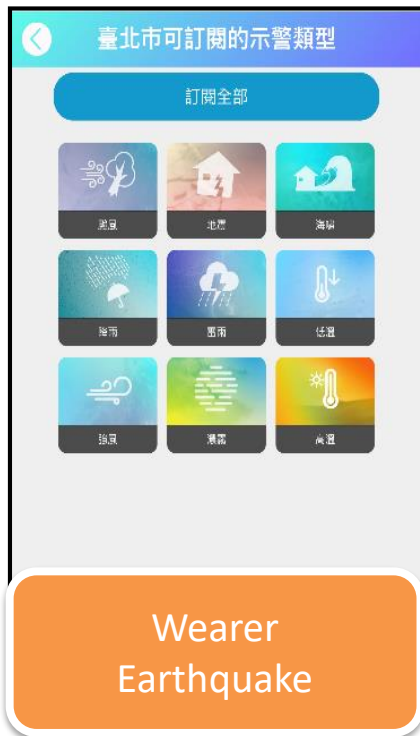 臺北市可訂閱的示警類型
訂閱全部
颱風 地震 海嘯
降雨 雷雨 低溫
強風 濃霧 高溫
Wearer
Earthquake